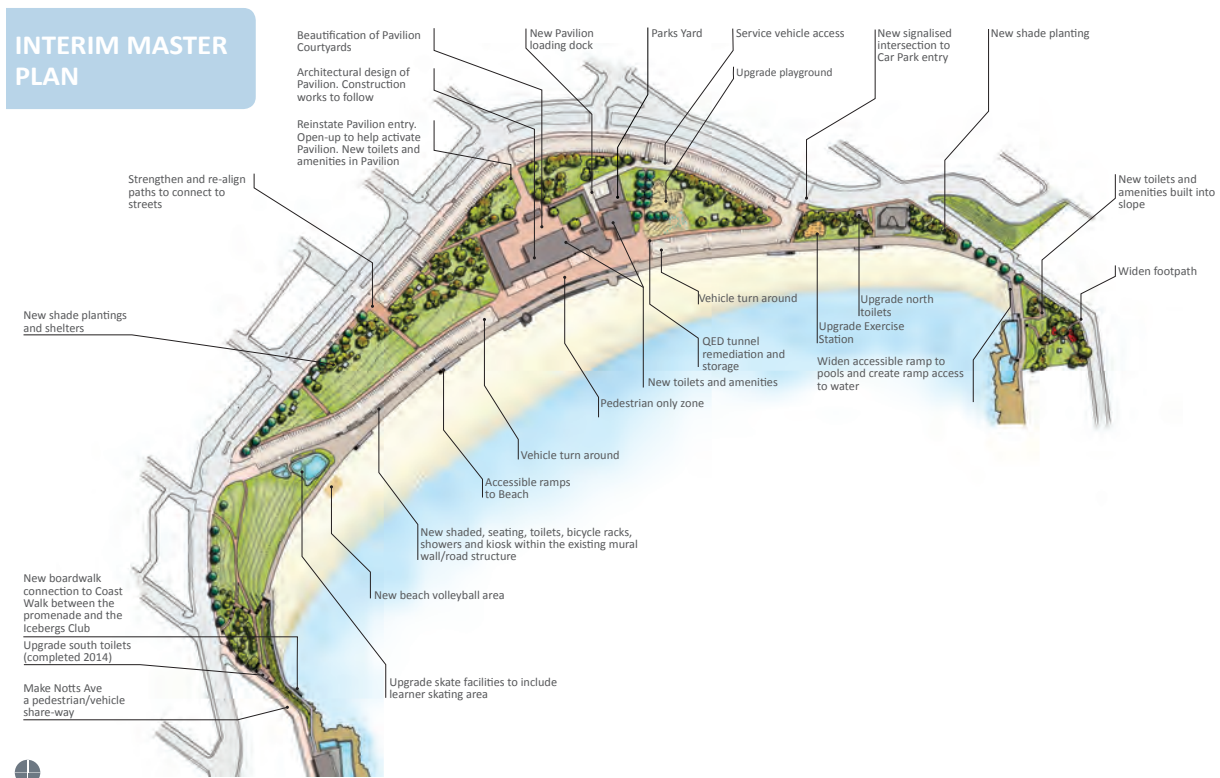 INTERIM MASTER
PLAN
Beautification of Pavilion
Courtyards
Architectural design of
Pavilion. Construction
works to follow
Reinstate Pavilion entry.
Open-up to help activate
Pavilion. New toilets and
amenities in Pavilion
Strengthen and re-align
paths to connect to
streets
New shade plantings
and shelters
New Pavilion
loading dock
Parks Yard
Service vehicle access
Upgrade playground
New signalised
intersection to
Car Park entry
New shade planting
New toilets and
amenities built into
slope
Widen footpath
Vehicle turn around
Upgrade north
toilets
Upgrade Exercise
Station
QED tunnel
remediation and
storage
Widen accessible ramp to
pools and create ramp access
to water
New toilets and amenities
Pedestrian only zone
Vehicle turn around
Accessible ramps
to Beach
New shaded, seating, toilets, bicycle racks,
showers and kiosk within the existing mural
wall/road structure
New beach volleyball area
Upgrade skate facilities to include
learner skating area
New boardwalk
connection to Coast
Walk between the
promenade and the
Icebergs Club
Upgrade south toilets
(completed 2014)
Make Notts Ave
a pedestrian/vehicle
share-way